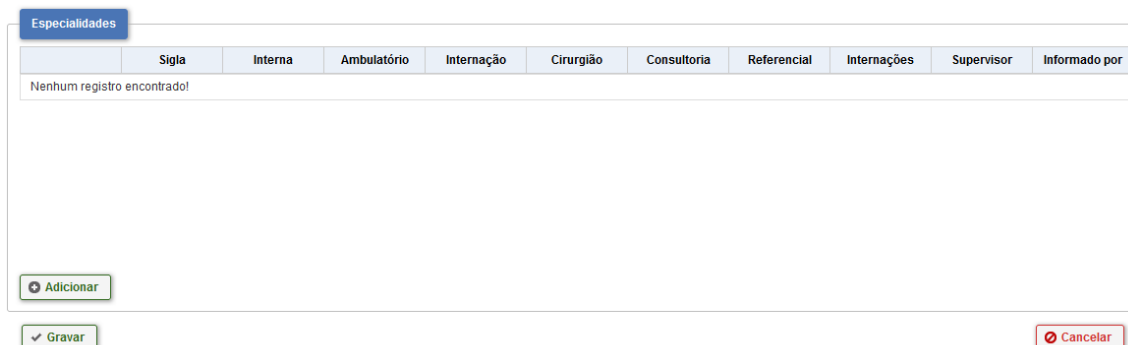 Especialidades
Sigla Interna Ambulatório Internação Cirurgião Consultoria Referencial Internações Supervisor Informado por
Nenhum registro encontrado!
Adicionar
Gravar Cancelar